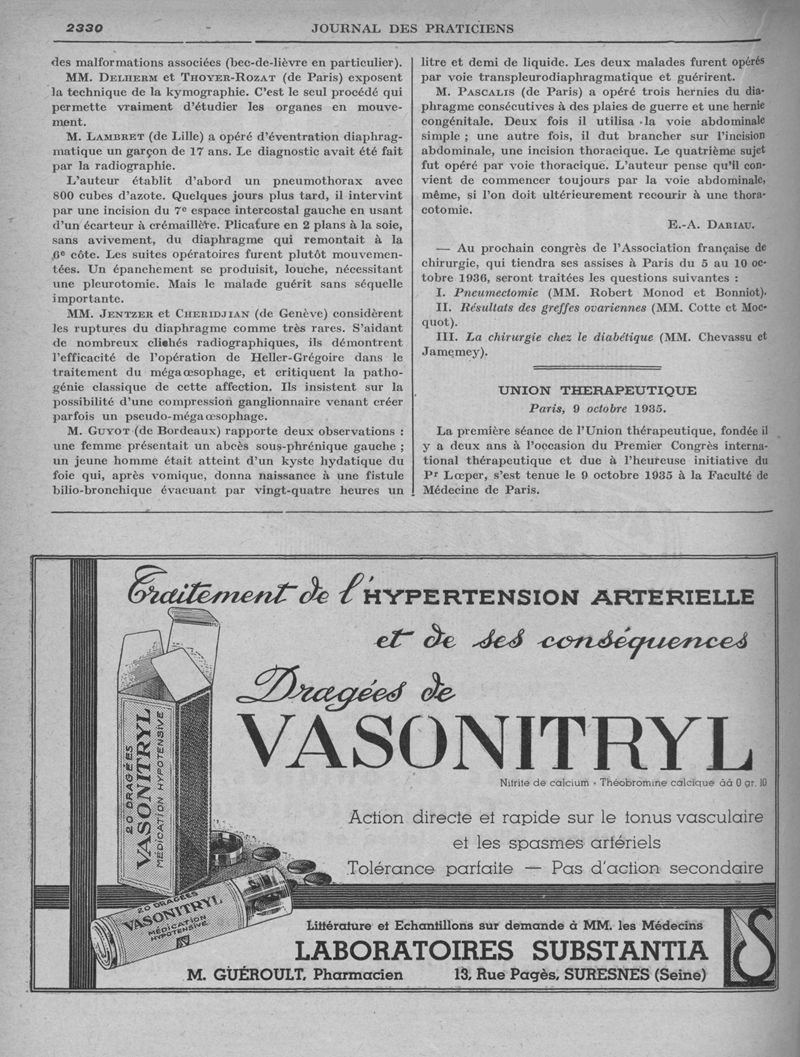 2330
JOURNAL DES PRATICIENS
des malformations associées (bec-de-lièvre en particulier).
MM. DELHERM et THOYER-ROZAT (de Paris) exposent
la technique de la kymographie. C'est le seul procédé qui
permette vraiment d'étudier les organes en mouve-
ment.
M. LAMBRET (de Lille) a opéré d'éventration diaphrag-
matique un garçon de 17 ans. Le diagnostic avait été fait
par la radiographie.
L'auteur établit d'abord un pneumothorax avec
800 cubes d'azote. Quelques jours plus tard, il intervint
par une incision du 7e espace intercostal gauche en usant
d'un écarteur à crémaillère. Plicature en 2 plans à la soie,
sans avivement, du diaphragme qui remontait à la
6e côte. Les suites opératoires furent plutôt mouvemen-
tées. Un épanchement se produisit, louche, nécessitant
une pleurotomie. Mais le malade guérit sans séquelle
importante.
MM. JENTZER et CHERIDJIAN (de Genève) considèrent
les ruptures du diaphragme comme très rares. S'aidant
de nombreux clichés radiographiques, ils démontrent
l'efficacité de l'opération de Heller-Grégoire dans le
traitement du mégaœsophage, et critiquent la patho-
génie classique de cette affection. Ils insistent sur la
possibilité d'une compression ganglionnaire venant créer
parfois un pseudo-mégaœsophage.
M. GUYOT (de Bordeaux) rapporte deux observations :
une femme présentait un abcès sous-phrénique gauche ;
un jeune homme était atteint d'un kyste hydatique du
foie qui, après vomique, donna naissance à une fistule
bilio-bronchique évacuant par vingt-quatre heures un
litre et demi de liquide. Les deux malades furent opérés
par voie transpleurodiaphragmatique et guérirent.
M. PASCALIS (de Paris) a opéré trois hernies du dia-
phragme consécutives à des plaies de guerre et une hernie
congénitale. Deux fois il utilisa la voie abdominale
simple ; une autre fois, il dut brancher sur l'incision
abdominale, une incision thoracique. Le quatrième sujet
fut opéré par voie thoracique. L'auteur pense qu'il con-
vient de commencer toujours par la voie abdominale,
même, si l'on doit ultérieurement recourir à une thora-
cotomie.
E.-A. DARIAU.
— Au prochain congrès de l'Association française de
chirurgie, qui tiendra ses assises à Paris du 5 au 10 oc-
tobre 1936, seront traitées les questions suivantes :
I. Pneumectomie (MM. Robert Monod et Bonniot).
II. Résultats des greffes ovariennes (MM. Cotte et Moc-
quot).
III. La chirurgie chez le diabétique (MM. Chevassu et
Jamemey).
UNION THERAPEUTIQUE
Paris, 9 octobre 1935.
La première séance de l'Union thérapeutique, fondée il
y a deux ans à l'occasion du Premier Congrès interna-
tional thérapeutique et due à l'heureuse initiative du
Pr Lœper, s'est tenue le 9 octobre 1935 à la Faculté de
Médecine de Paris.
Traitement de l'HYPERTENSION ARTERIELLE
et de ses conséquences
Dragées de
VASONITRYL
Nitrite de calcium - Théobromine calcique àà 0 gr. 10
Action directe et rapide sur le tonus vasculaire
et les spasmes artériels
Tolérance parfaite — Pas d'action secondaire
20 DRAGÉES
VASONITRYL
MÉDICATION HYPOTENSIVE
20 DRAGÉES
VASONITRYL
MÉDICATION
HYPOTENSIVE
Littérature et Echantillons sur demande à MM. les Médecins
LABORATOIRES SUBSTANTIA
M. GUÉROULT, Pharmacien 13, Rue Pagès, SURESNES (Seine)
LS